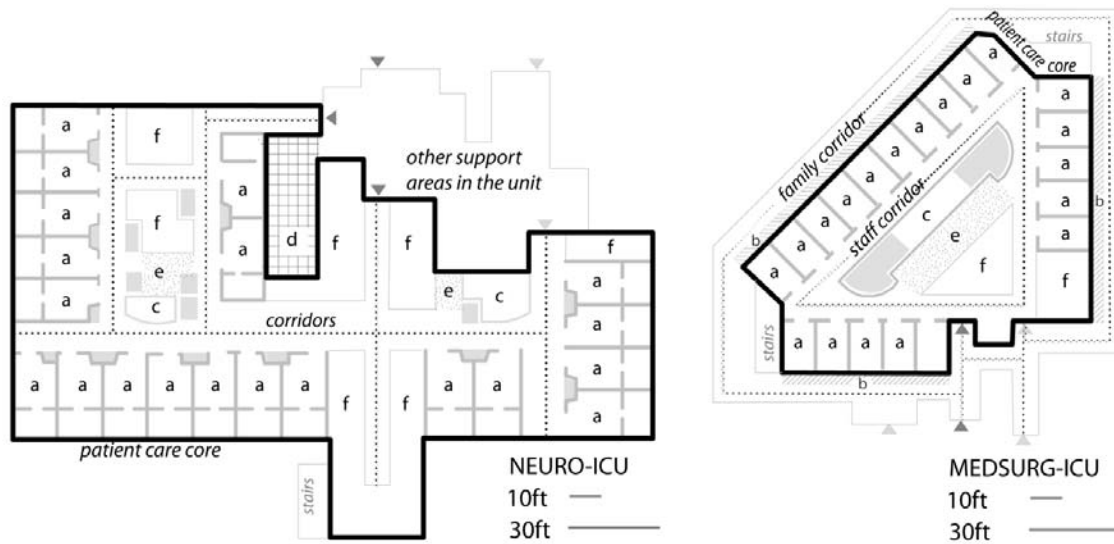 a
a
a
a
a
f
f
e
c
a
a
d
f
f
other support
areas in the unit
e
c
f
a
a
a
a
corridors
a a a a a a a f f a a
patient care core
stairs
NEURO-ICU
10ft
30ft
patient care core
stairs
family corridor
staff corridor
a
a
a
a
a
a
a
a
a
a
b
c
e
f
a
a
a
a
a
f
b
stairs
a a a a
b
MEDSURG-ICU
10ft
30ft